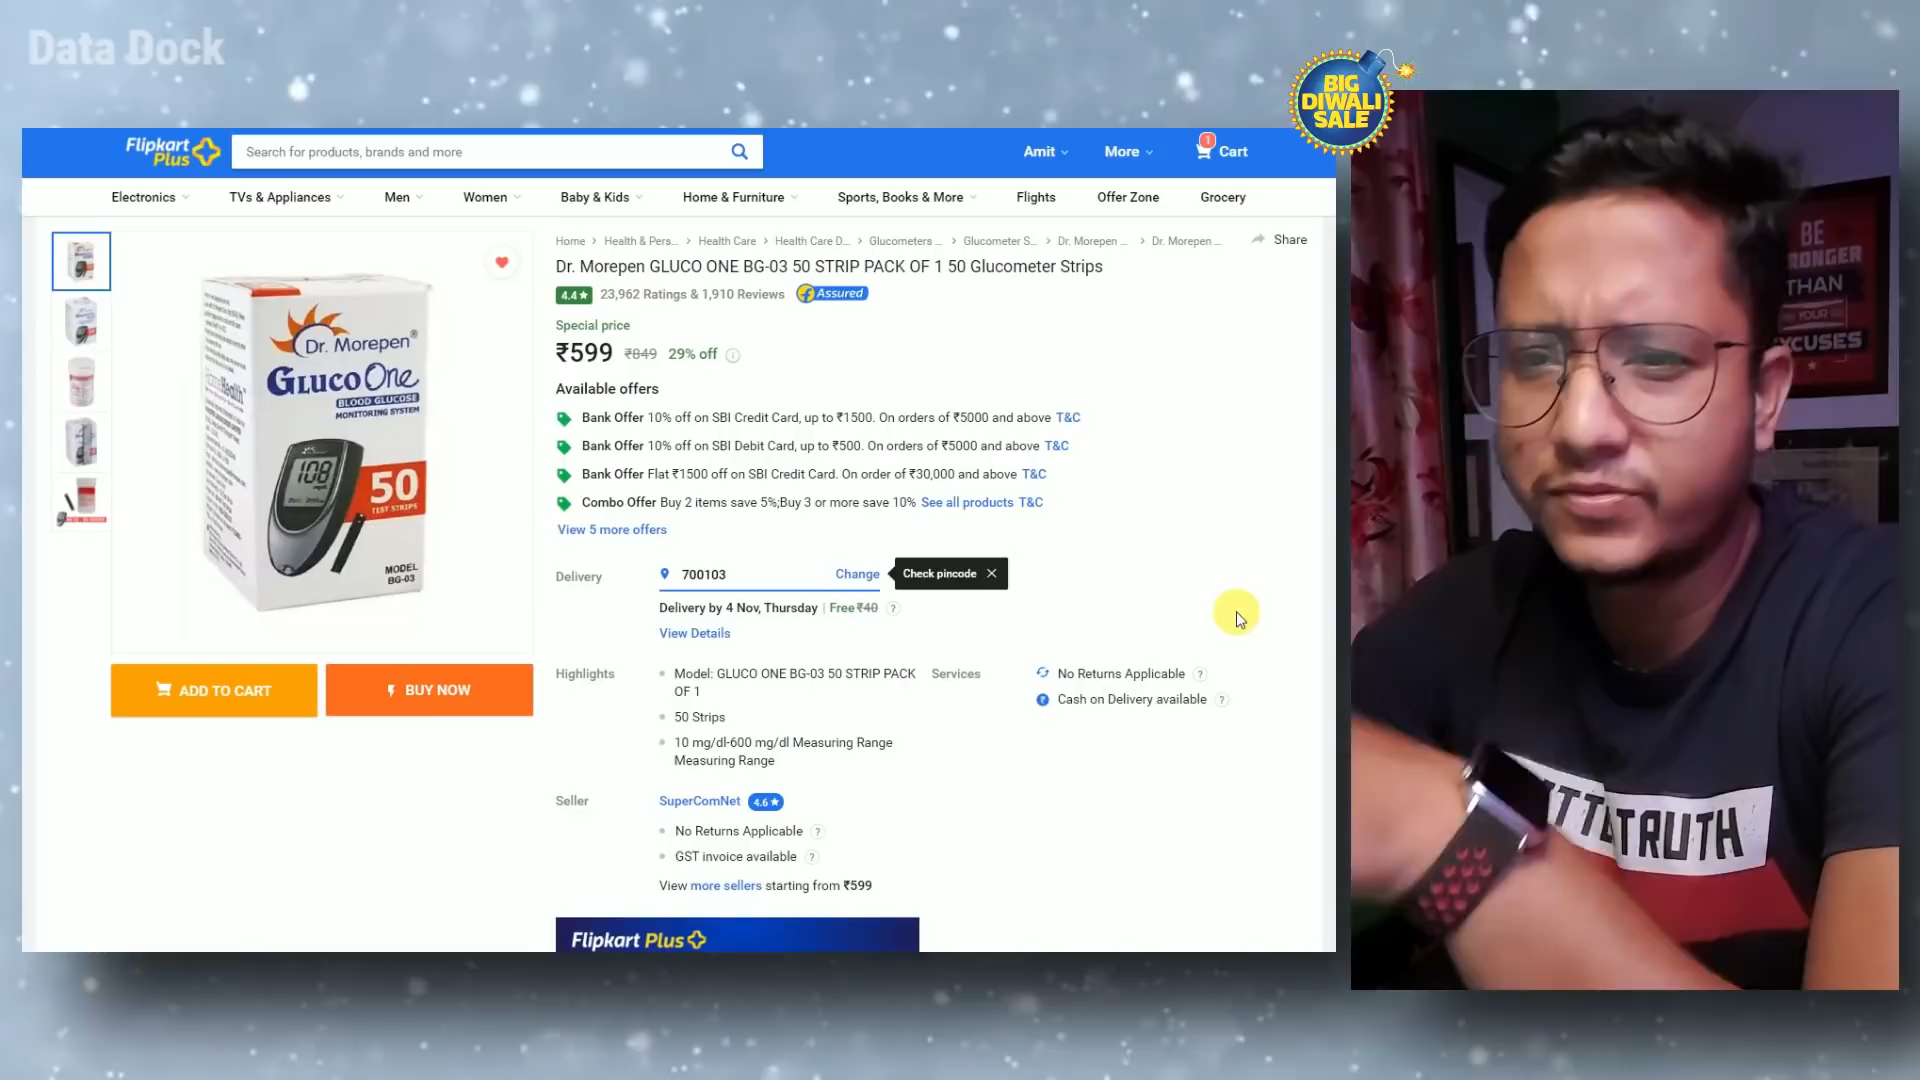 Data Dock
BIG
DIWALI
SALE
Flipkart
Plus
Search for products, brands and more
Amit
More
1
Cart
Electronics
TVs & Appliances
Men
Women
Baby & Kids
Home & Furniture
Sports, Books & More
Flights
Offer Zone
Grocery
Home > Health & Pers... > Health Care > Health Care D... > Glucometers ... > Glucometer S... > Dr. Morepen ... > Dr. Morepen ...
Share
Dr. Morepen GLUCO ONE BG-03 50 STRIP PACK OF 1 50 Glucometer Strips
4.4★ 23,962 Ratings & 1,910 Reviews Assured
Special price
₹599 ₹849 29% off
Available offers
Bank Offer 10% off on SBI Credit Card, up to ₹1500. On orders of ₹5000 and above T&C
Bank Offer 10% off on SBI Debit Card, up to ₹500. On orders of ₹5000 and above T&C
Bank Offer Flat ₹1500 off on SBI Credit Card. On order of ₹30,000 and above T&C
Combo Offer Buy 2 items save 5%;Buy 3 or more save 10% See all products T&C
View 5 more offers
Delivery
700103
Change
Check pincode
Delivery by 4 Nov, Thursday | Free ₹40 ?
View Details
Highlights
Model: GLUCO ONE BG-03 50 STRIP PACK
OF 1
50 Strips
10 mg/dl-600 mg/dl Measuring Range
Measuring Range
Services
No Returns Applicable ?
Cash on Delivery available ?
Seller
SuperComNet 4.6★
No Returns Applicable ?
GST invoice available ?
View more sellers starting from ₹599
Flipkart Plus
Dr. Morepen®
GlucoOne
BLOOD GLUCOSE
MONITORING SYSTEM
108
50
TEST STRIPS
MODEL
BG-03
ADD TO CART
BUY NOW
BE
THAN
YOUR
TRUTH